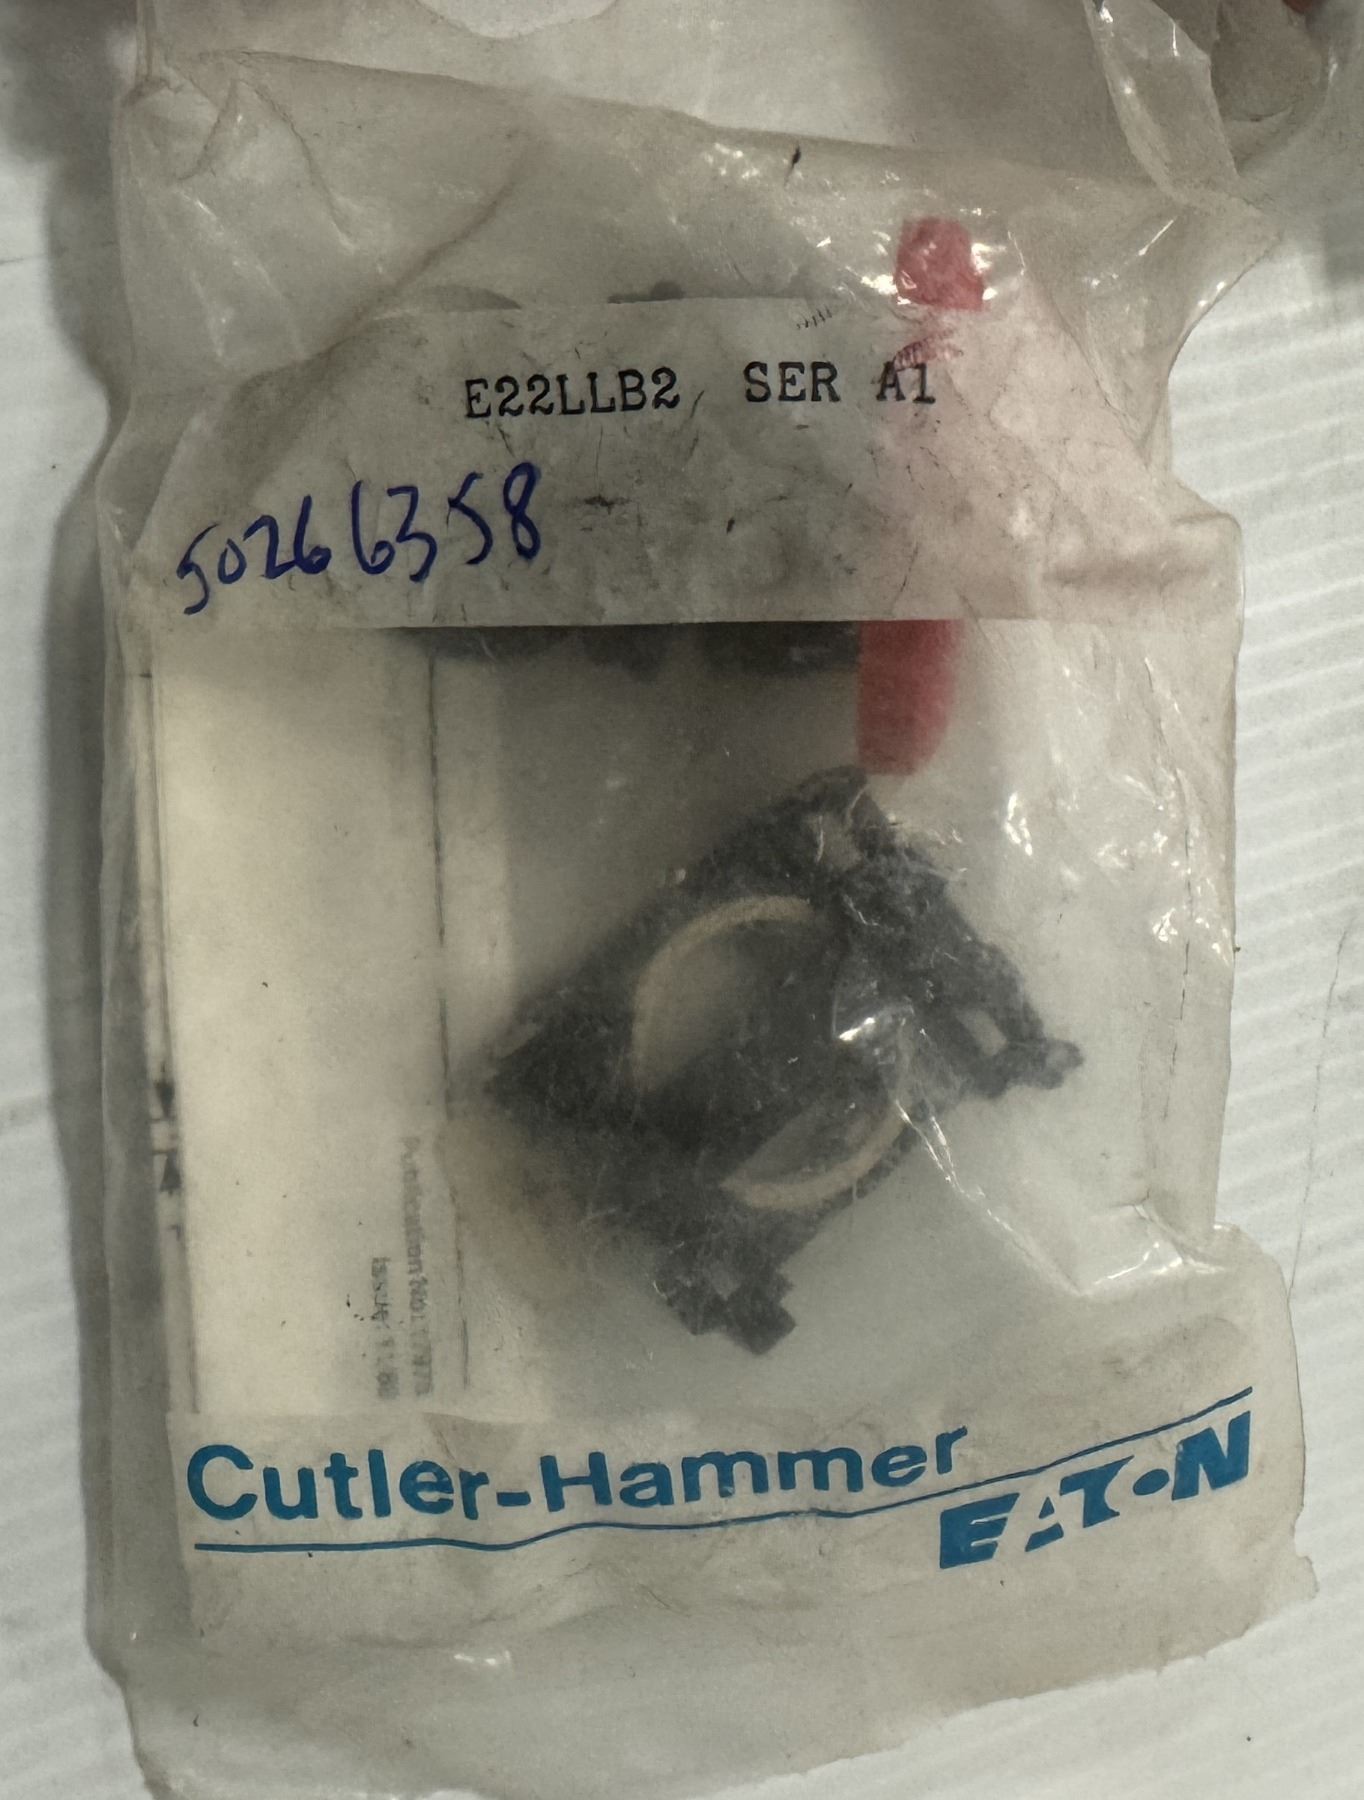 E22LLB2 SER A1
50266358
Cutler-Hammer
EATON